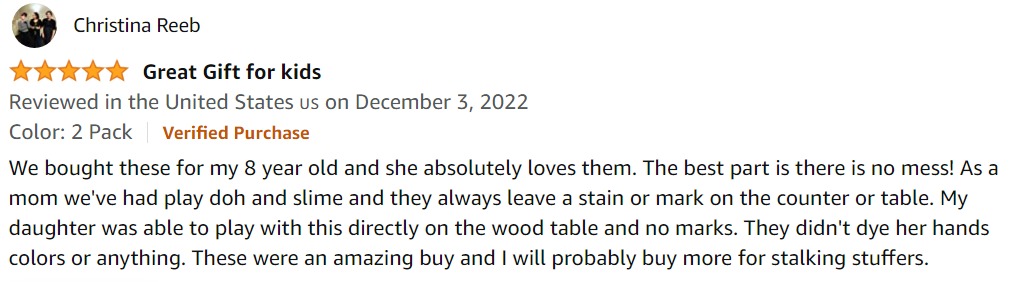 Christina Reeb
Great Gift for kids
Reviewed in the United States US on December 3, 2022
Color: 2 Pack Verified Purchase
We bought these for my 8 year old and she absolutely loves them. The best part is there is no mess! As a
mom we've had play doh and slime and they always leave a stain or mark on the counter or table. My
daughter was able to play with this directly on the wood table and no marks. They didn't dye her hands
colors or anything. These were an amazing buy and I will probably buy more for stalking stuffers.